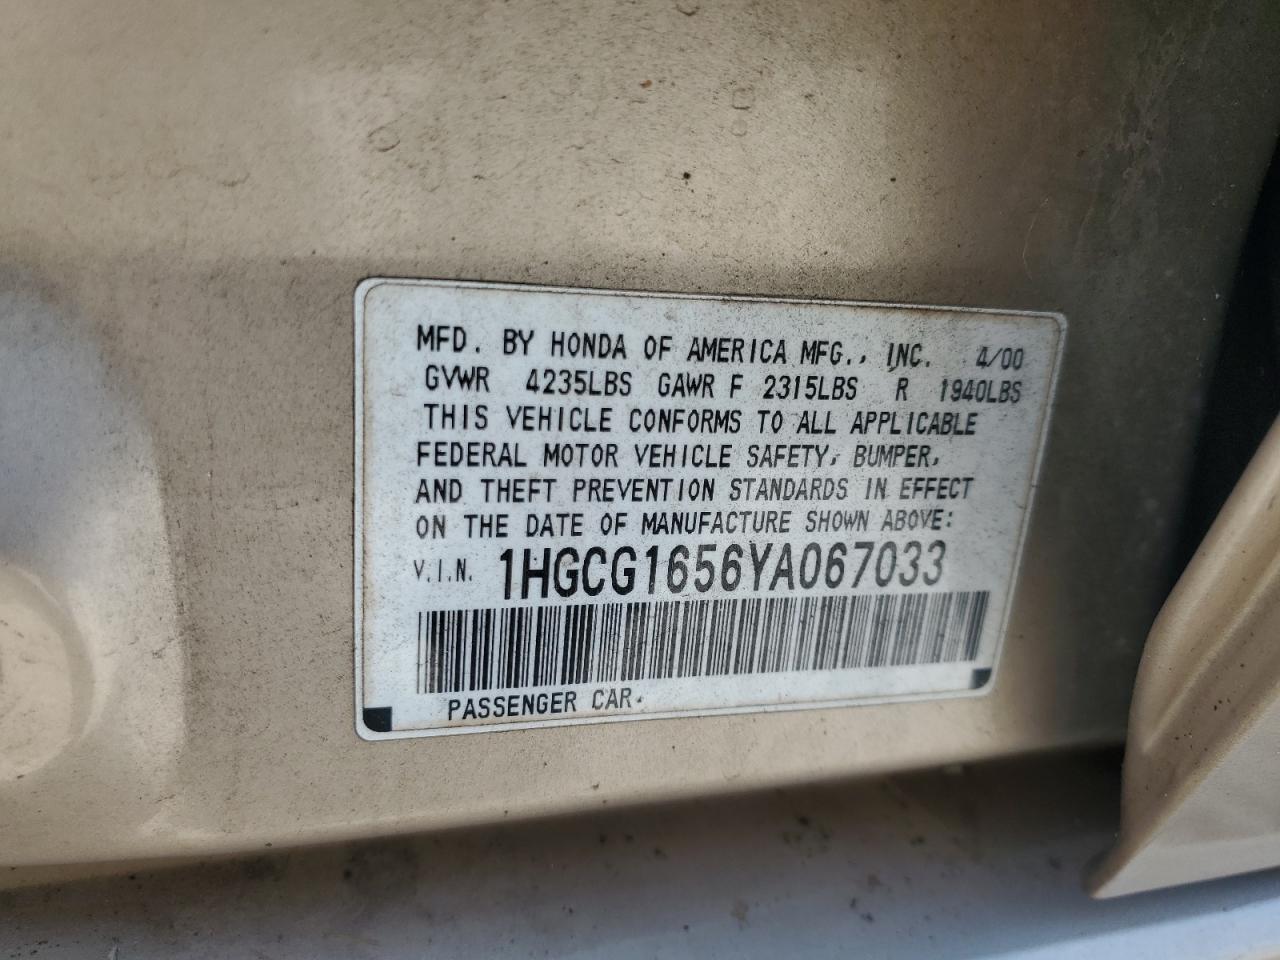 MFD. BY HONDA OF AMERICA MFG., INC. 4/00
GVWR 4235LBS GAWR F 2315LBS R 1940LBS
THIS VEHICLE CONFORMS TO ALL APPLICABLE
FEDERAL MOTOR VEHICLE SAFETY, BUMPER,
AND THEFT PREVENTION STANDARDS IN EFFECT
ON THE DATE OF MANUFACTURE SHOWN ABOVE:
V.I.N. 1HGCG1656YA067033
PASSENGER CAR.